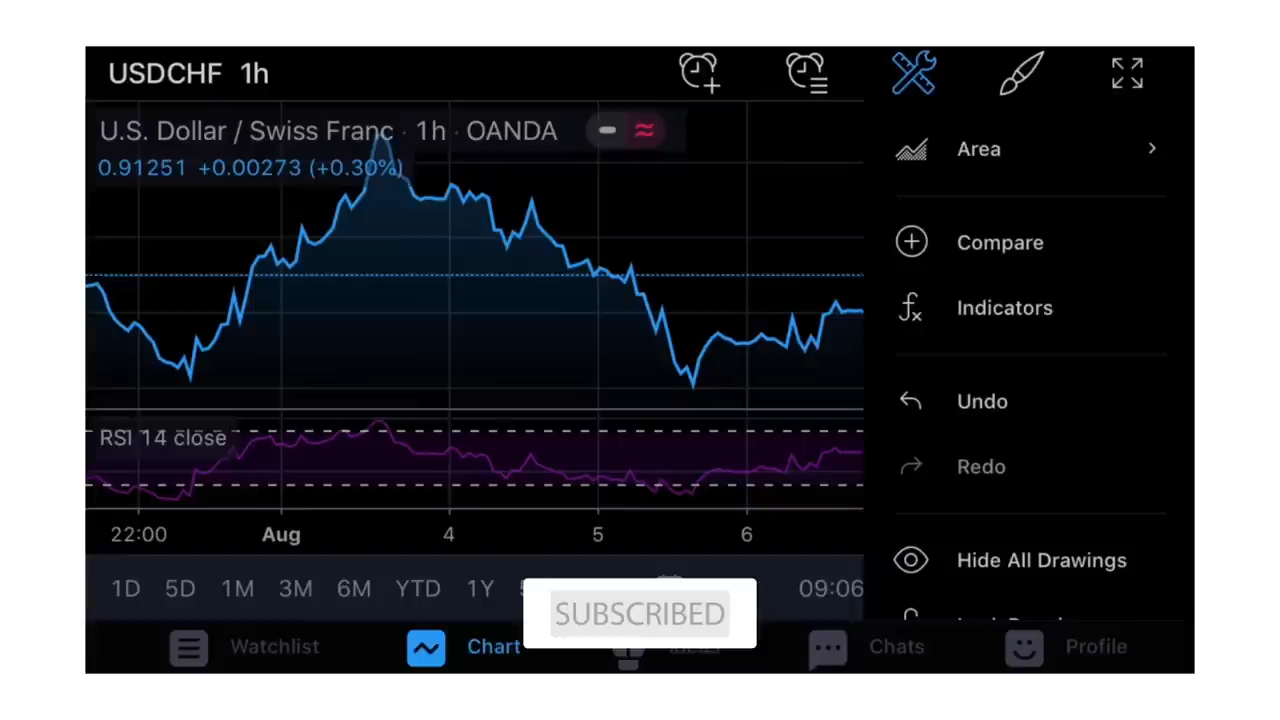 USDCHF 1h
U.S. Dollar / Swiss Franc · 1h · OANDA
0.91251 +0.00273 (+0.30%)
Area
Compare
Indicators
Undo
Redo
Hide All Drawings
RSI 14 close
22:00 Aug 4 5 6
1D 5D 1M 3M 6M YTD 1Y 09:06
SUBSCRIBED
Watchlist Chart Chats Profile